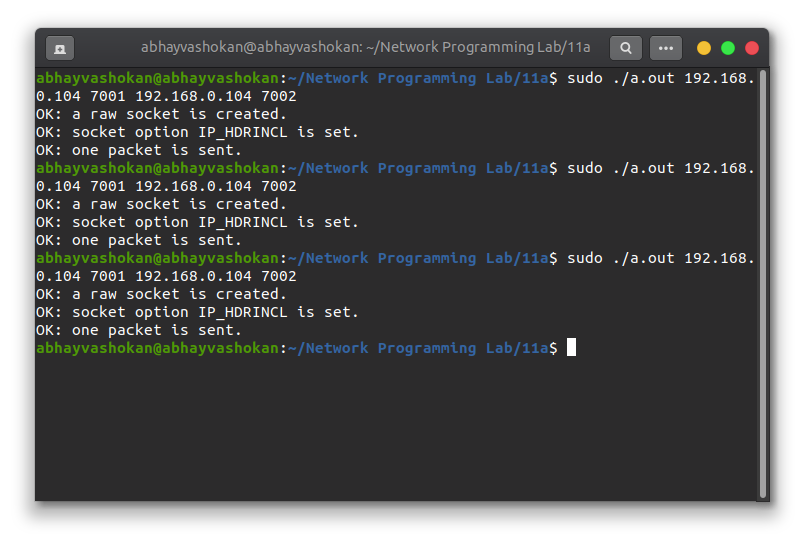 abhayvashokan@abhayvashokan: ~/Network Programming Lab/11a
abhayvashokan@abhayvashokan:~/Network Programming Lab/11a$ sudo ./a.out 192.168.
0.104 7001 192.168.0.104 7002
OK: a raw socket is created.
OK: socket option IP_HDRINCL is set.
OK: one packet is sent.
abhayvashokan@abhayvashokan:~/Network Programming Lab/11a$ sudo ./a.out 192.168.
0.104 7001 192.168.0.104 7002
OK: a raw socket is created.
OK: socket option IP_HDRINCL is set.
OK: one packet is sent.
abhayvashokan@abhayvashokan:~/Network Programming Lab/11a$ sudo ./a.out 192.168.
0.104 7001 192.168.0.104 7002
OK: a raw socket is created.
OK: socket option IP_HDRINCL is set.
OK: one packet is sent.
abhayvashokan@abhayvashokan:~/Network Programming Lab/11a$